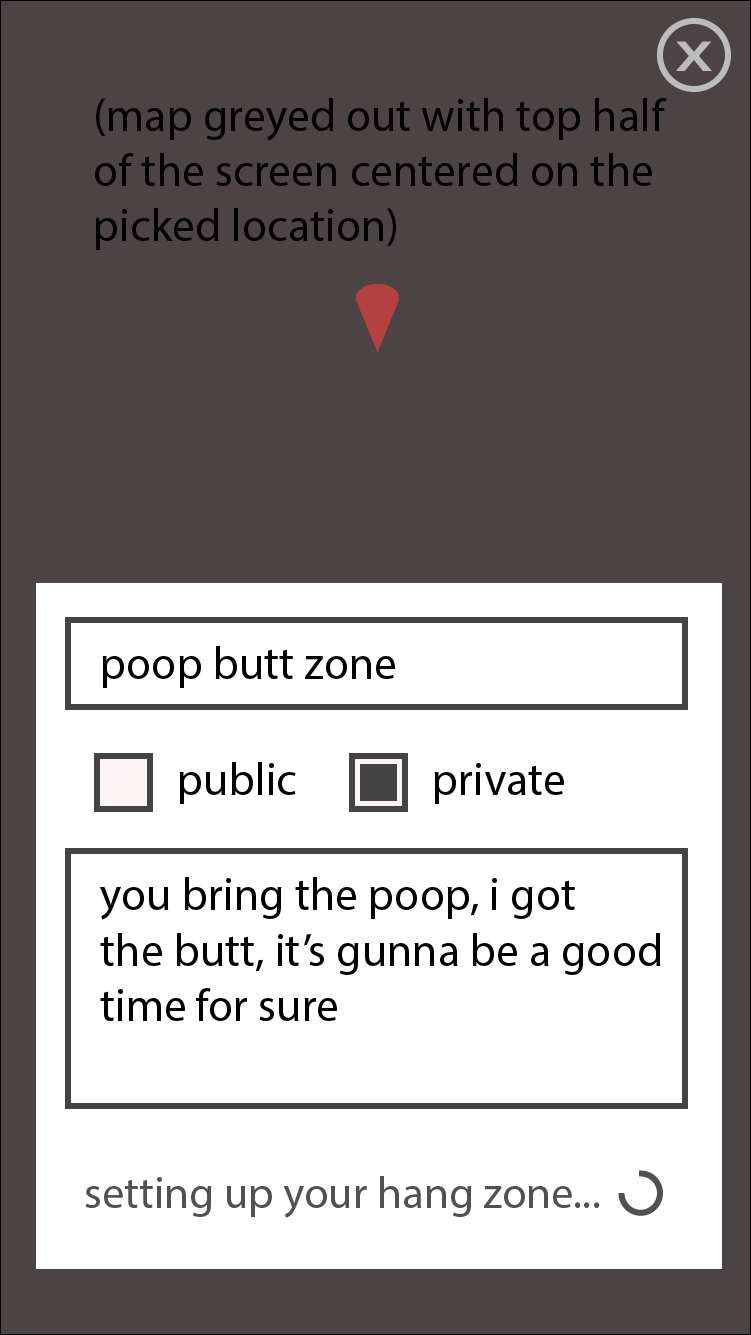 x
(map greyed out with top half
of the screen centered on the
picked location)
poop butt zone
public private
you bring the poop, i got
the butt, it’s gunna be a good
time for sure
setting up your hang zone...